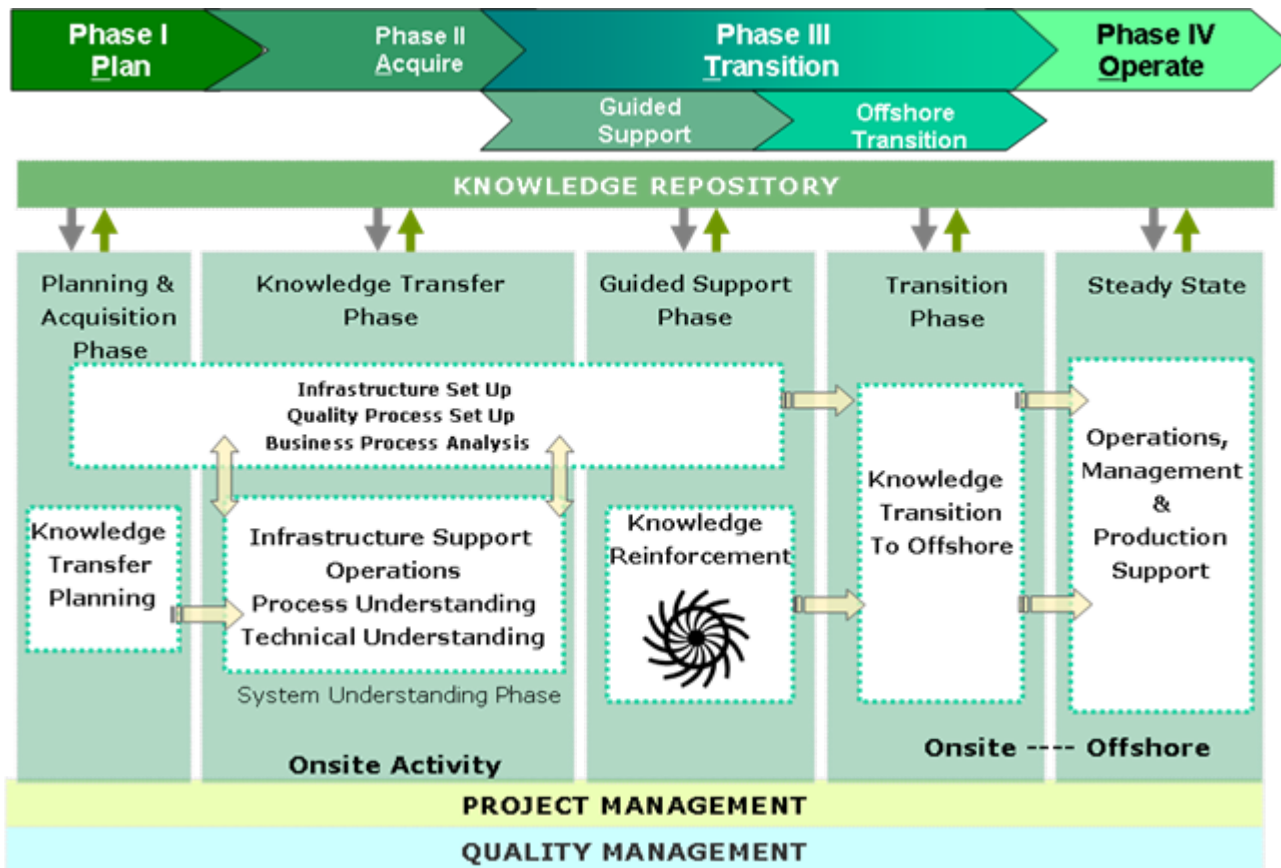 Phase I
Plan
Phase II
Acquire
Phase III
Transition
Phase IV
Operate
Guided
Support
Offshore
Transition
KNOWLEDGE REPOSITORY
Planning &
Acquisition
Phase
Knowledge Transfer
Phase
Guided Support
Phase
Transition
Phase
Steady State
Infrastructure Set Up
Quality Process Set Up
Business Process Analysis
Knowledge
Transfer
Planning
Infrastructure Support
Operations
Process Understanding
Technical Understanding
System Understanding Phase
Knowledge
Reinforcement
Knowledge
Transition
To Offshore
Operations,
Management
&
Production
Support
Onsite Activity
Onsite ---- Offshore
PROJECT MANAGEMENT
QUALITY MANAGEMENT